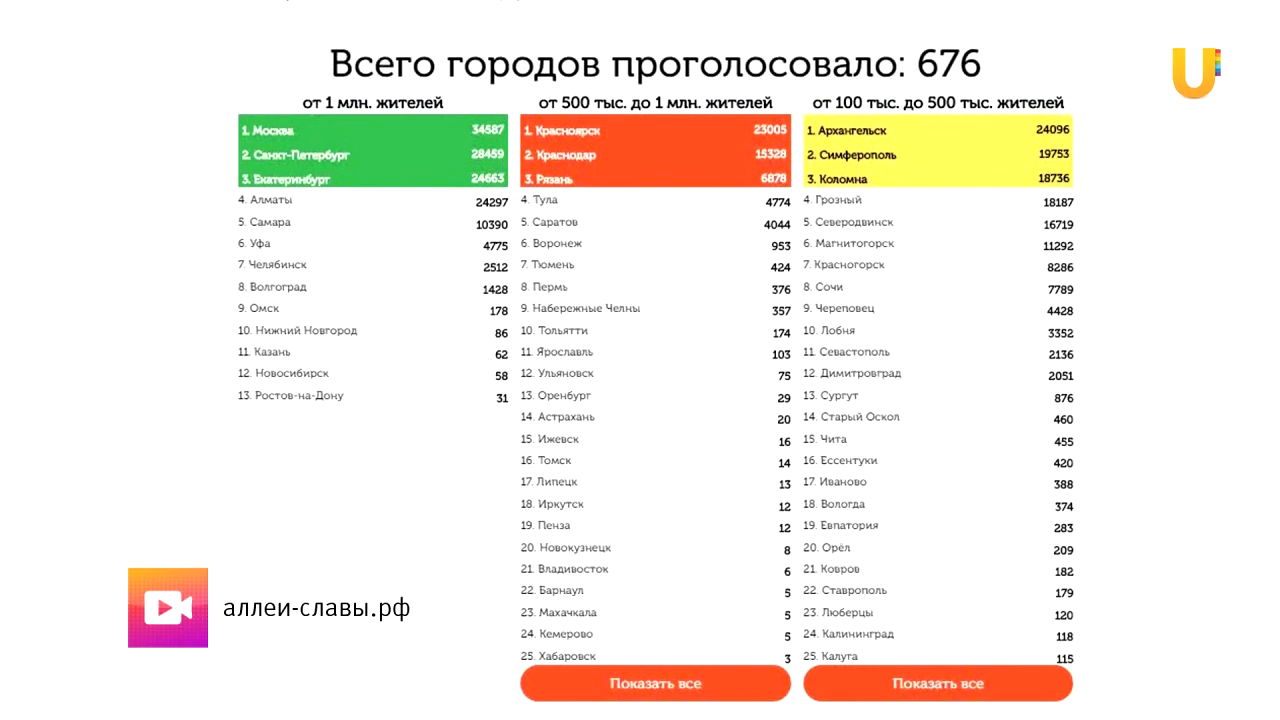 Всего городов проголосовало: 676
U
от 1 млн. жителей
1. Москва 34587
2. Санкт-Петербург 28459
3. Екатеринбург 24663
4. Алматы 24297
5. Самара 10390
6. Уфа 4775
7. Челябинск 2512
8. Волгоград 1428
9. Омск 178
10. Нижний Новгород 86
11. Казань 62
12. Новосибирск 58
13. Ростов-на-Дону 31
от 500 тыс. до 1 млн. жителей
1. Красноярск 23005
2. Краснодар 15328
3. Рязань 6878
4. Тула 4774
5. Саратов 4044
6. Воронеж 953
7. Тюмень 424
8. Пермь 376
9. Набережные Челны 357
10. Тольятти 174
11. Ярославль 103
12. Ульяновск 75
13. Оренбург 29
14. Астрахань 20
15. Ижевск 16
16. Томск 14
17. Липецк 13
18. Иркутск 12
19. Пенза 12
20. Новокузнецк 8
21. Владивосток 6
22. Барнаул 5
23. Махачкала 5
24. Кемерово 5
25. Хабаровск 3
Показать все
от 100 тыс. до 500 тыс. жителей
1. Архангельск 24096
2. Симферополь 19753
3. Коломна 18736
4. Грозный 18187
5. Северодвинск 16719
6. Магнитогорск 11292
7. Красногорск 8286
8. Сочи 7789
9. Череповец 4428
10. Лобня 3352
11. Севастополь 2136
12. Димитровград 2051
13. Сургут 876
14. Старый Оскол 460
15. Чита 455
16. Ессентуки 420
17. Иваново 388
18. Вологда 374
19. Евпатория 283
20. Орёл 209
21. Ковров 182
22. Ставрополь 179
23. Люберцы 120
24. Калининград 118
25. Калуга 115
Показать все
аллеи-славы.рф